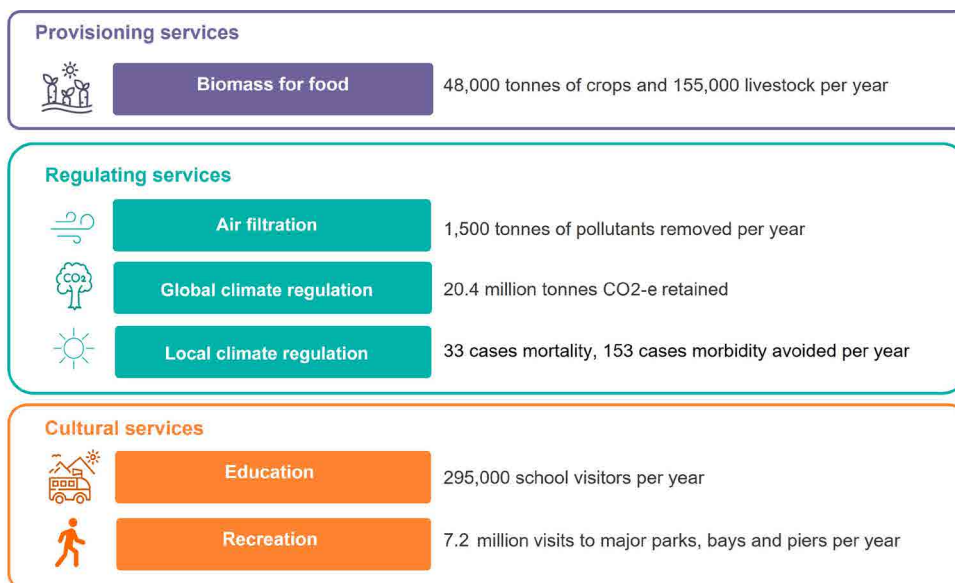 Provisioning services
Biomass for food
48,000 tonnes of crops and 155,000 livestock per year
Regulating services
Air filtration
1,500 tonnes of pollutants removed per year
CO2
Global climate regulation
20.4 million tonnes CO2-e retained
Local climate regulation
33 cases mortality, 153 cases morbidity avoided per year
Cultural services
Education
295,000 school visitors per year
Recreation
7.2 million visits to major parks, bays and piers per year